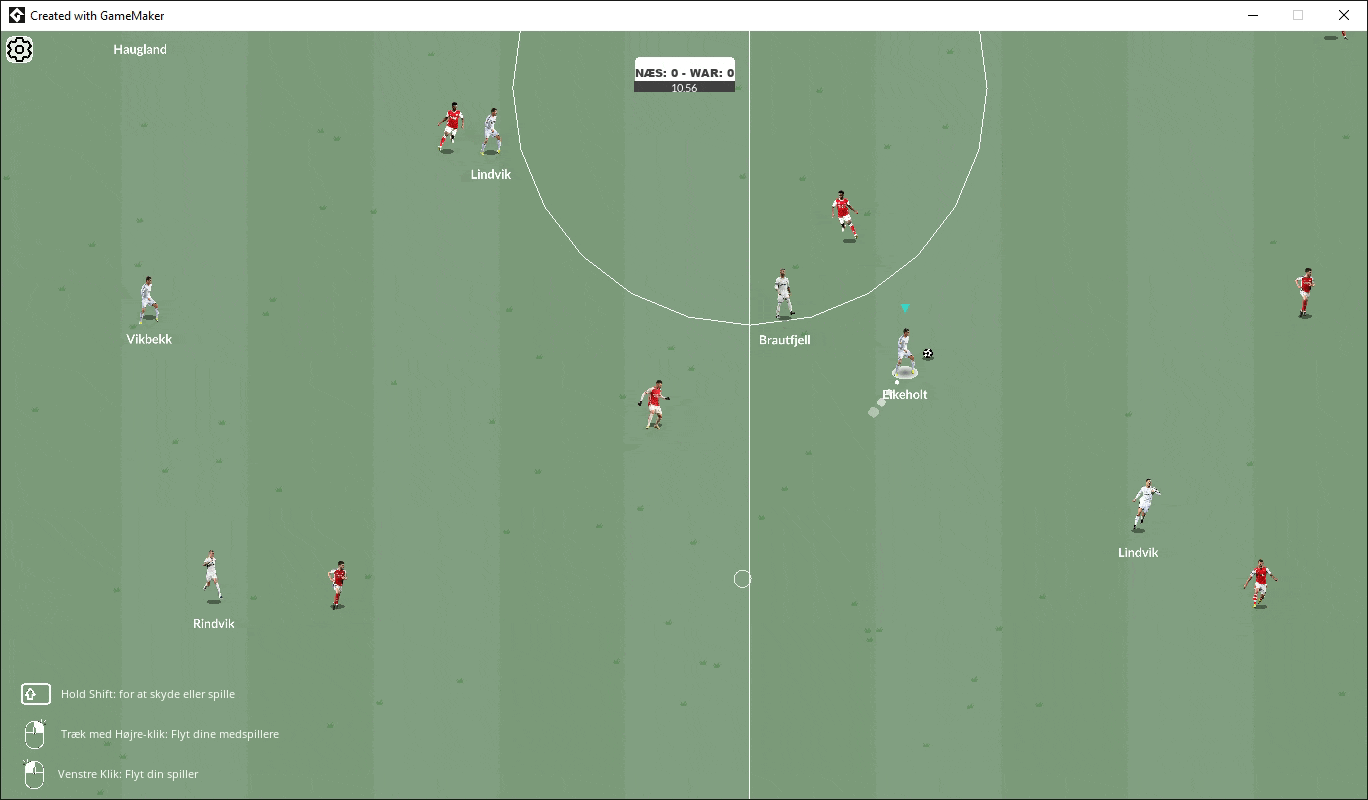 Created with GameMaker
Haugland
NÆS: 0 - WAR: 0
10.56
Lindvik
Vikbekk
Brautfjell
Eikeholt
Lindvik
Rindvik
Hold Shift: for at skyde eller spille
Træk med Højre-klik: Flyt dine medspillere
Venstre Klik: Flyt din spiller